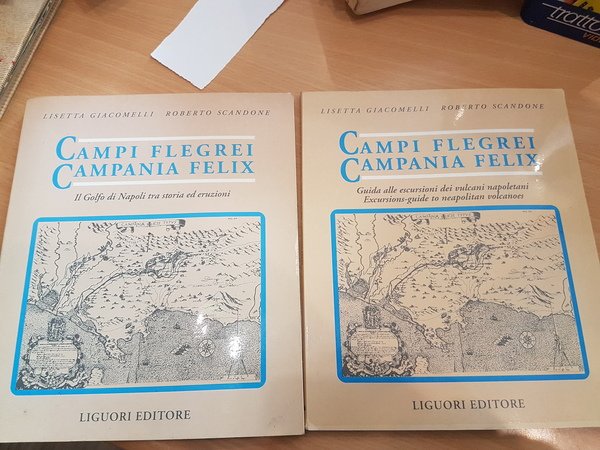 LISETTA GIACOMELLI ROBERTO SCANDONE
CAMPI FLEGREI
CAMPANIA FELIX
Il Golfo di Napoli tra storia ed eruzioni
LIGUORI EDITORE
LISETTA GIACOMELLI ROBERTO SCANDONE
CAMPI FLEGREI
CAMPANIA FELIX
Guida alle escursioni dei vulcani napoletani
Excursions-guide to neapolitan volcanoes
LIGUORI EDITORE
tratto